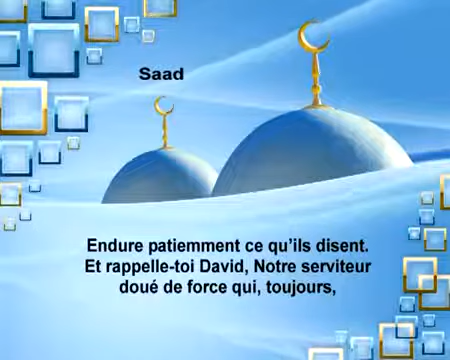 Saad
Endure patiemment ce qu'ils disent.
Et rappelle-toi David, Notre serviteur
doué de force qui, toujours,